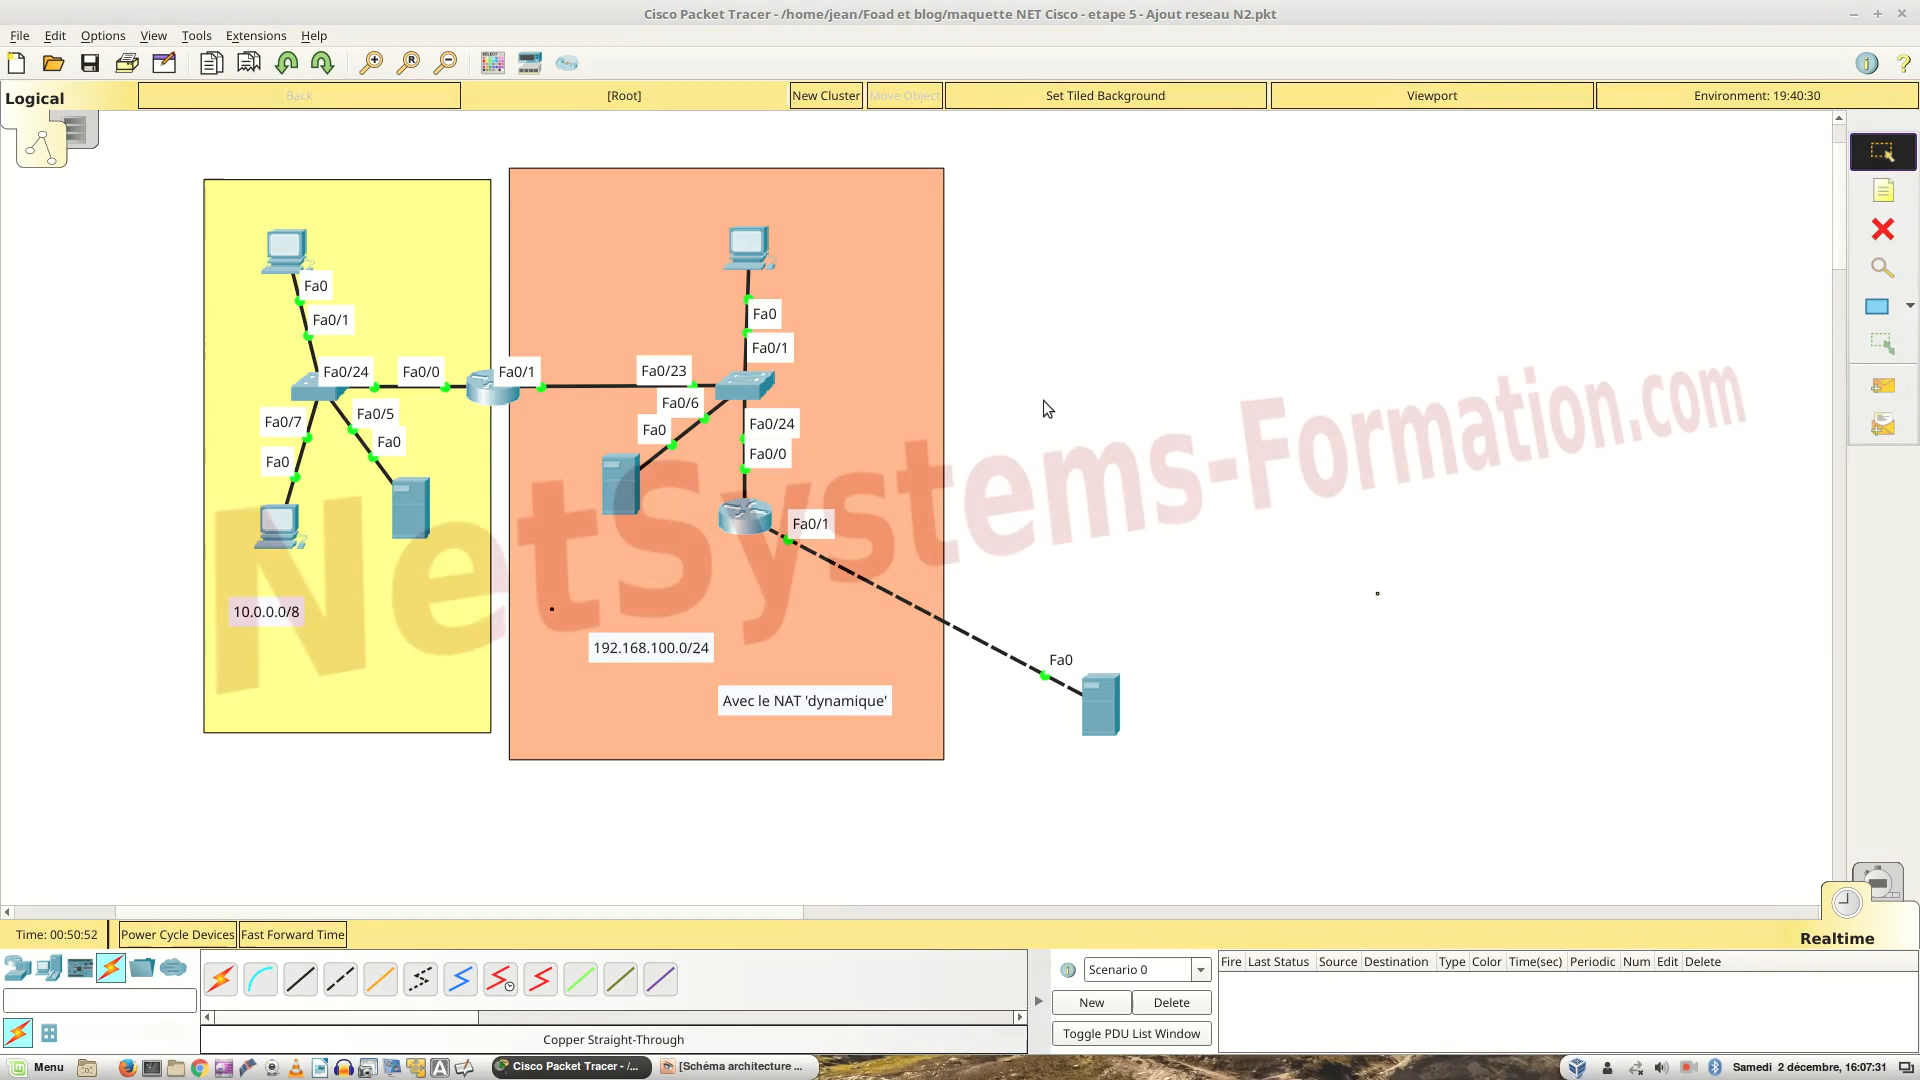 Cisco Packet Tracer - /home/jean/Foad et blog/maquette NET Cisco - etape 5 - Ajout reseau N2.pkt
File Edit Options View Tools Extensions Help
Logical Back [Root] New Cluster Move Object Set Tiled Background Viewport Environment: 19:40:30
Fa0
Fa0/1
Fa0/24
Fa0/0
Fa0/1
Fa0/7
Fa0/5
Fa0
Fa0
10.0.0.0/8
Fa0
Fa0/1
Fa0/23
Fa0/6
Fa0
Fa0/24
Fa0/0
Fa0/1
192.168.100.0/24
Avec le NAT 'dynamique'
Fa0
NetSystems-Formation.com
Time: 00:50:52 Power Cycle Devices Fast Forward Time
Realtime
Scenario 0
New Delete
Toggle PDU List Window
Fire Last Status Source Destination Type Color Time(sec) Periodic Num Edit Delete
Copper Straight-Through
Menu Cisco Packet Tracer - /... [Schéma architecture ... Samedi 2 décembre, 16:07:31